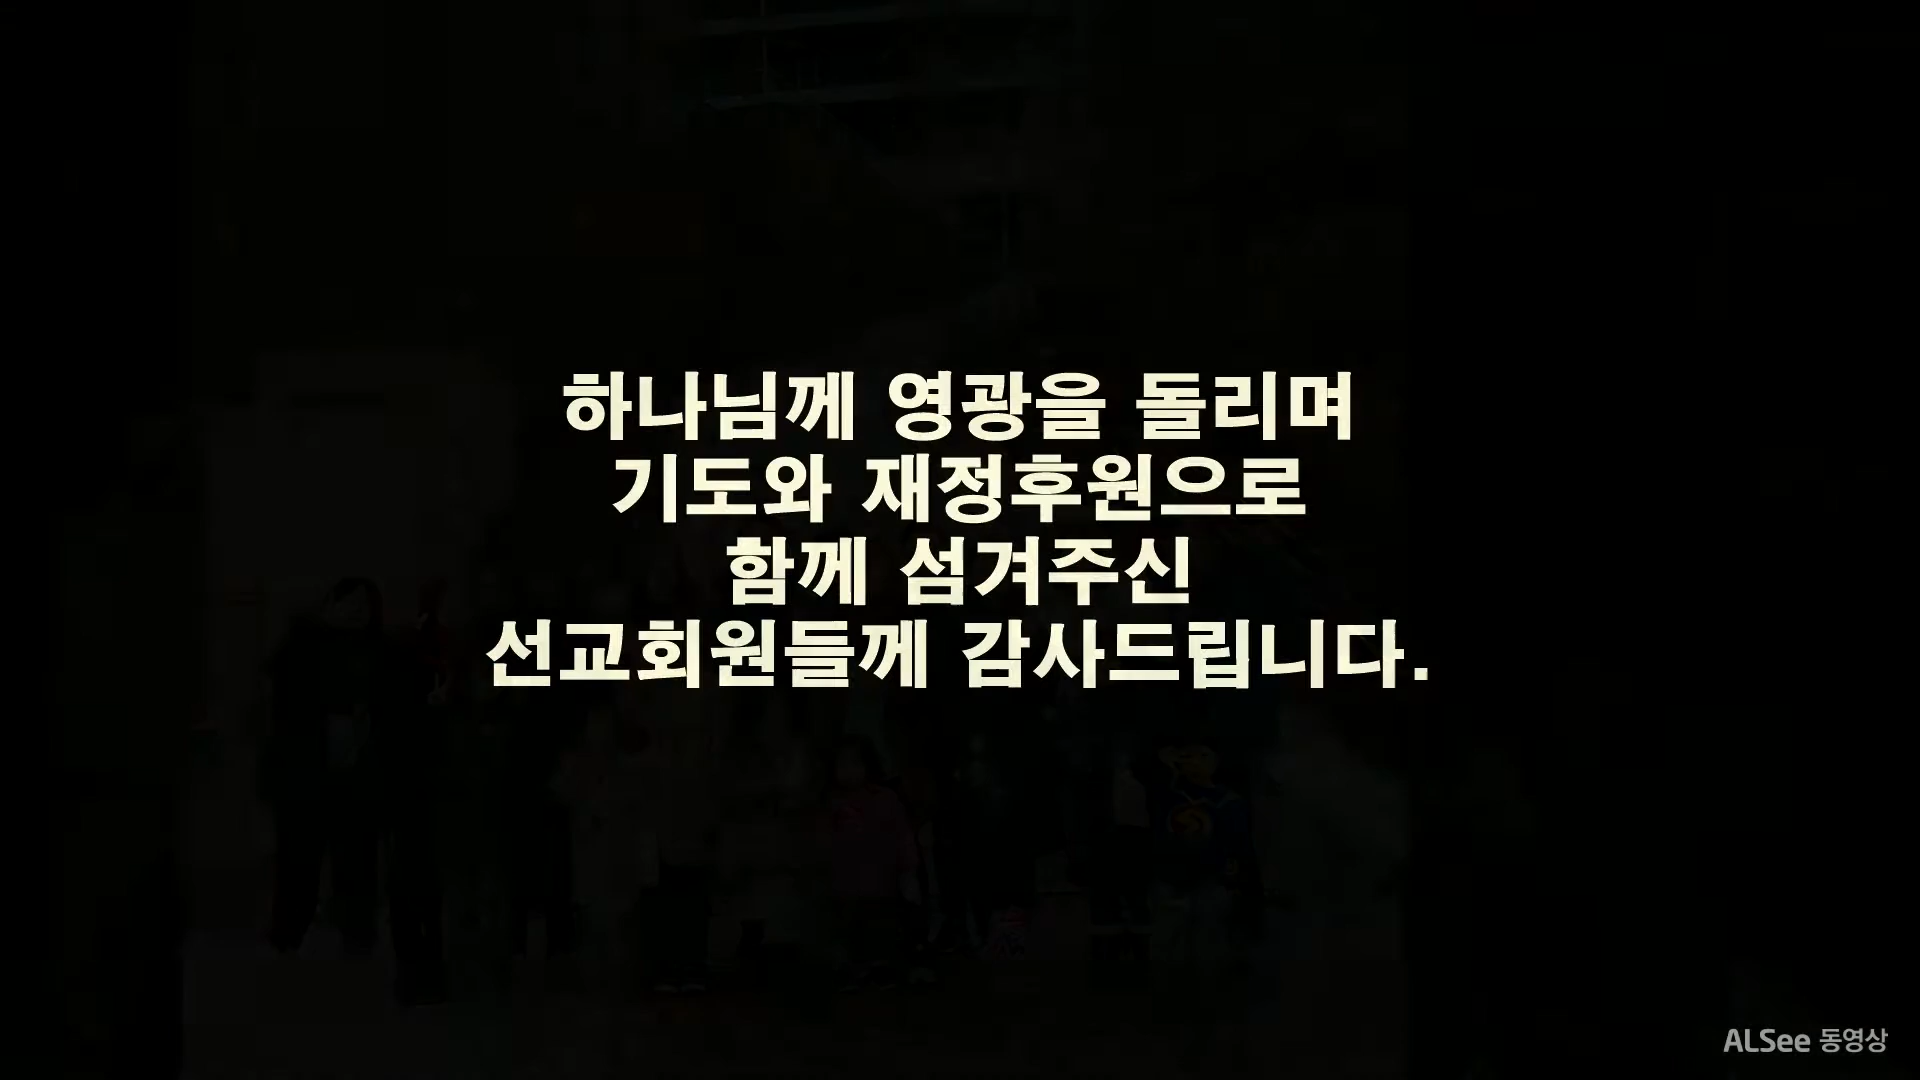 하나님께 영광을 돌리며
기도와 재정후원으로
함께 섬겨주신
선교회원들께 감사드립니다.
ALSee 동영상